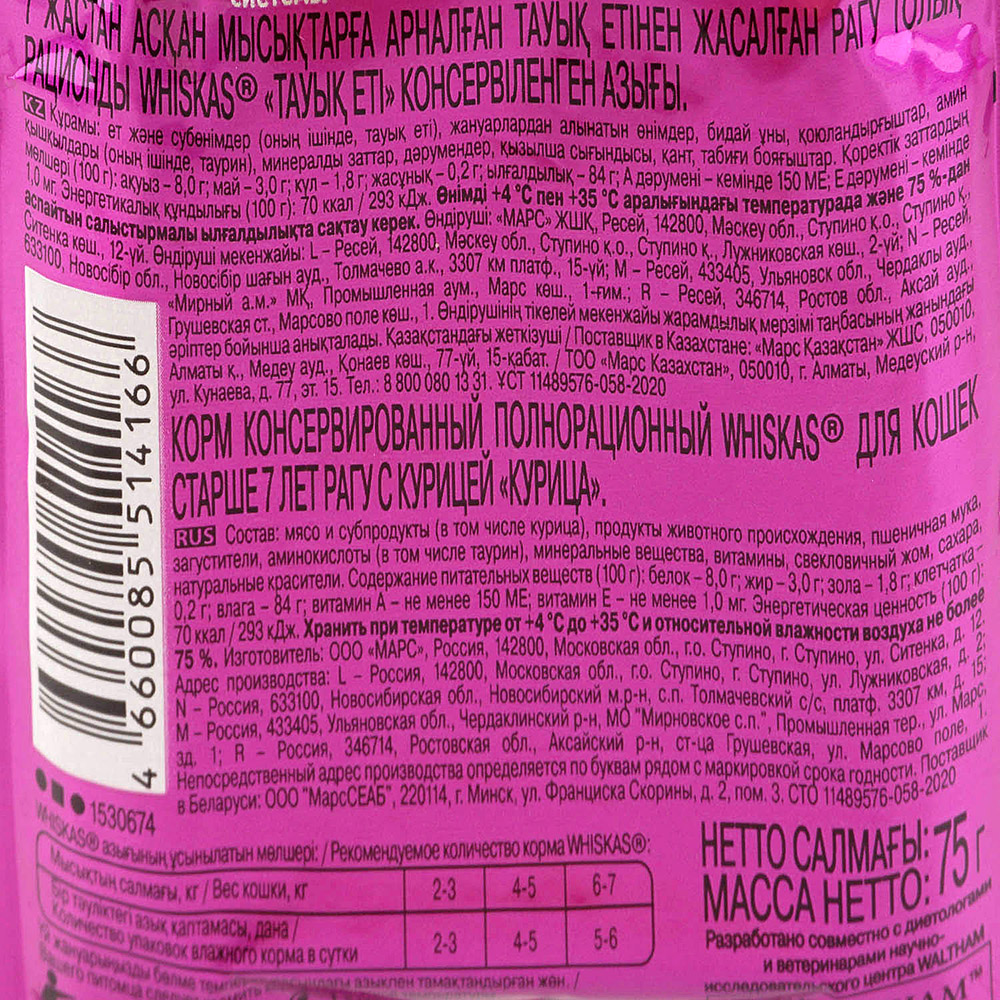 СИСТЕМЫ
7 ЖАСТАН АСҚАН МЫСЫҚТАРҒА АРНАЛҒАН ТАУЫҚ ЕТІНЕН ЖАСАЛҒАН РАГУ ТОЛЫҚ
РАЦИОНДЫ WHISKAS® «ТАУЫҚ ЕТІ» КОНСЕРВІЛЕНГЕН АЗЫҒЫ.
KZ Құрамы: ет және субөнімдер (оның ішінде, тауық еті), жануарлардан алынатын өнімдер, бидай ұны, қоюландырғыштар, амин
қышқылдары (оның ішінде, таурин), минералды заттар, дәрумендер, қызылша сығындысы, қант, табиғи бояғыштар. Қоректік заттардың
мөлшері (100 г): ақуыз – 8,0 г; май – 3,0 г; күл – 1,8 г; жасұнық – 0,2 г; ылғалдылық – 84 г; А дәрумені – кемінде 150 МЕ; Е дәрумені – кемінде
1,0 мг. Энергетикалық құндылығы (100 г): 70 ккал / 293 кДж. Өнімді +4 °С пен +35 °С аралығындағы температурада және 75 %-дан
аспайтын салыстырмалы ылғалдылықта сақтау керек. Өндіруші: «МАРС» ЖШҚ, Ресей, 142800, Мәскеу обл., Ступино қ.о., Ступино қ.,
Ситенка көш., 12-үй. Өндіруші мекенжайы: L – Ресей, 142800, Мәскеу обл., Ступино қ.о., Ступино қ., Лужниковская көш., 2-үй; N – Ресей,
633100, Новосібір обл., Новосібір шағын ауд., Толмачево а.к., 3307 км платф., 15-үй; M – Ресей, 433405, Ульяновск обл., Чердаклы ауд.,
«Мирный а.м.» МҚ, Промышленная аум., Марс көш., 1-ғим.; R – Ресей, 346714, Ростов обл., Аксай ауд.,
Грушевская ст., Марсово поле көш., 1. Өндірушінің тікелей мекенжайы жарамдылық мерзімі таңбасының жанындағы
әріптер бойынша анықталады. Қазақстандағы жеткізуші / Поставщик в Казахстане: «Марс Қазақстан» ЖШС, 050010,
Алматы қ., Медеу ауд., Қонаев көш., 77-үй, 15-қабат. / ТОО «Марс Казахстан», 050010, г. Алматы, Медеуский р-н,
ул. Кунаева, д. 77, эт. 15. Тел.: 8 800 080 13 31. ҰСТ 11489576-058-2020
КОРМ КОНСЕРВИРОВАННЫЙ ПОЛНОРАЦИОННЫЙ WHISKAS® ДЛЯ КОШЕК
СТАРШЕ 7 ЛЕТ РАГУ С КУРИЦЕЙ «КУРИЦА».
RUS Состав: мясо и субпродукты (в том числе курица), продукты животного происхождения, пшеничная мука,
загустители, аминокислоты (в том числе таурин), минеральные вещества, витамины, свекловичный жом, сахара,
натуральные красители. Содержание питательных веществ (100 г): белок – 8,0 г; жир – 3,0 г; зола – 1,8 г; клетчатка –
0,2 г; влага – 84 г; витамин А – не менее 150 МЕ; витамин Е – не менее 1,0 мг. Энергетическая ценность (100 г):
70 ккал / 293 кДж. Хранить при температуре от +4 °С до +35 °С и относительной влажности воздуха не более
75 %. Изготовитель: ООО «МАРС», Россия, 142800, Московская обл., г.о. Ступино, г. Ступино, ул. Ситенка, д. 12.
Адрес производства: L – Россия, 142800, Московская обл., г.о. Ступино, г. Ступино, ул. Лужниковская, д. 2;
N – Россия, 633100, Новосибирская обл., Новосибирский м.р-н, с.п. Толмачевский с/с, платф. 3307 км, д. 15;
M – Россия, 433405, Ульяновская обл., Чердаклинский р-н, МО "Мирновское с.п.", Промышленная тер., ул. Марс,
зд. 1; R – Россия, 346714, Ростовская обл., Аксайский р-н, ст-ца Грушевская, ул. Марсово поле, 1.
Непосредственный адрес производства определяется по буквам рядом с маркировкой срока годности. Поставщик
в Беларуси: ООО "МарсСЕАБ", 220114, г. Минск, ул. Франциска Скорины, д. 2, пом. 3. СТО 11489576-058-2020
4 660085 514166
1530674
WHISKAS® азығының ұсынылатын мөлшері: / Рекомендуемое количество корма WHISKAS®:
Мысықтың салмағы, кг / Вес кошки, кг 2-3 4-5 6-7
Бір тәуліктегі азық қаптамасы, дана /
Количество упаковок влажного корма в сутки 2-3 4-5 5-6
НЕТТО САЛМАҒЫ:
МАССА НЕТТО: 75 г
Разработано совместно с диетологами
и ветеринарами научно-
исследовательского центра WALTHAM